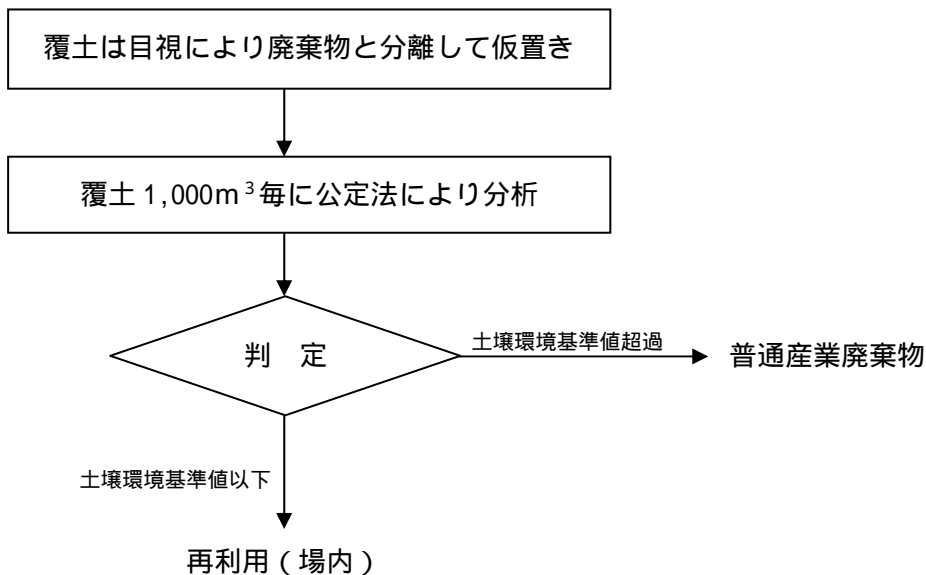 覆土は目視により廃棄物と分離して仮置き
覆土 1,000m³毎に公定法により分析
判　定
土壌環境基準値超過
普通産業廃棄物
土壌環境基準値以下
再利用（場内）